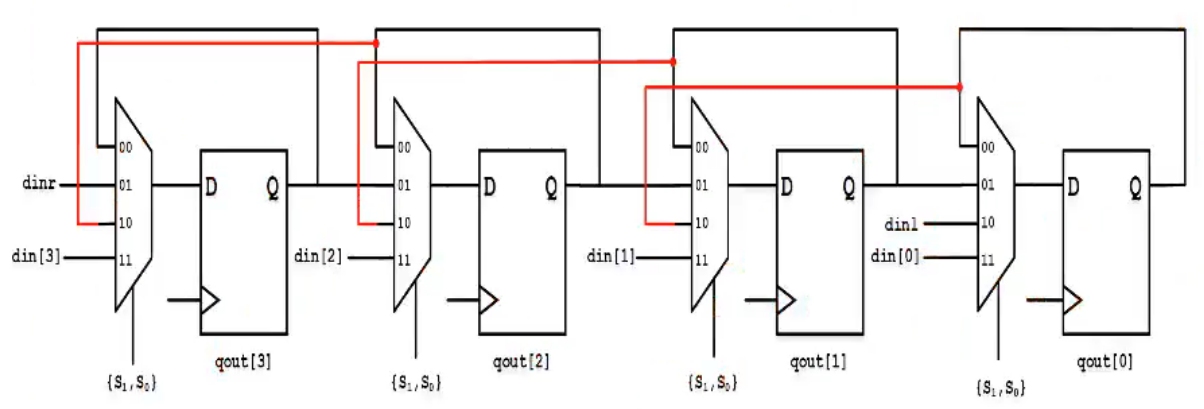 00 00 00 00
dinr 01 D Q 01 D Q 01 D Q 01 D Q
10 10 10 dinl 10
din[3] 11 din[2] 11 din[1] 11 din[0] 11
qout[3] qout[2] qout[1] qout[0]
{S₁,S₀} {S₁,S₀} {S₁,S₀} {S₁,S₀}